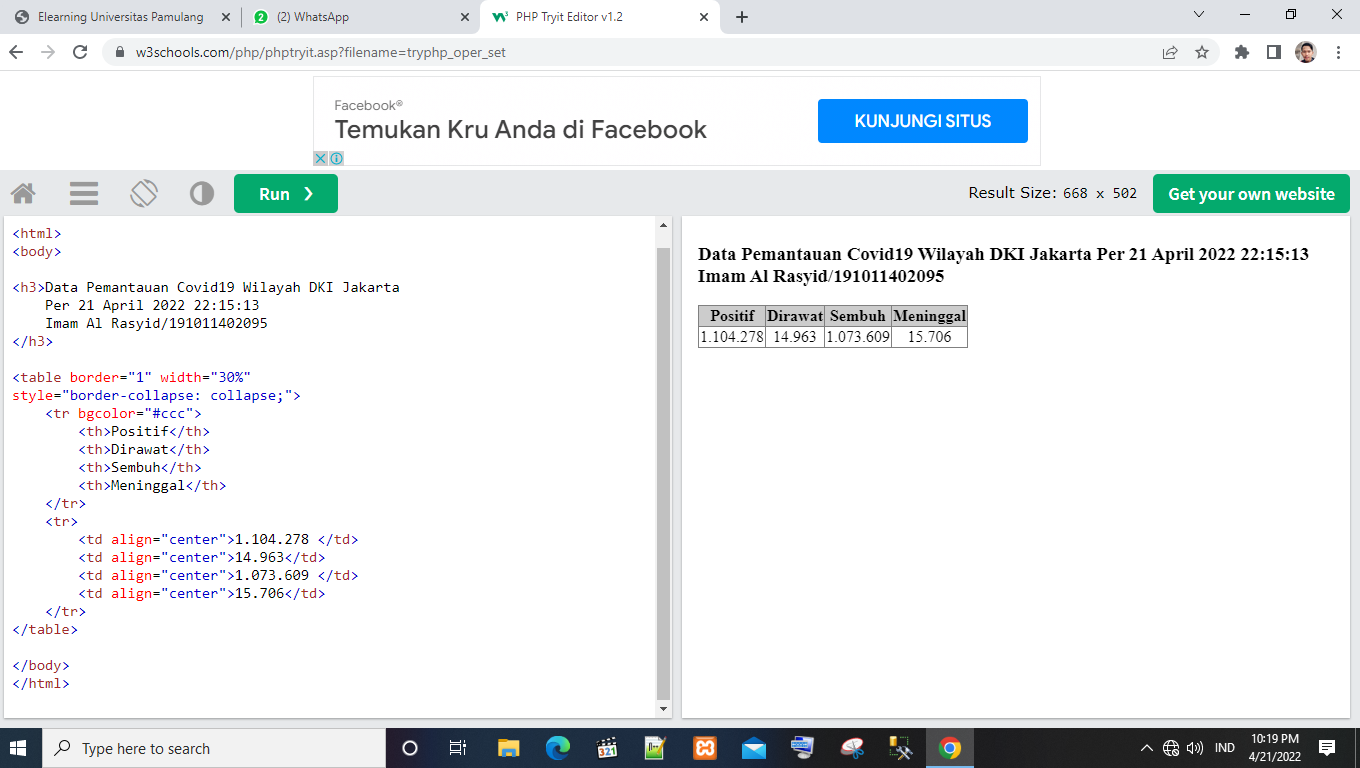 Elearning Universitas Pamulang
(2) WhatsApp
PHP Tryit Editor v1.2
w3schools.com/php/phptryit.asp?filename=tryphp_oper_set
Facebook®
Temukan Kru Anda di Facebook
KUNJUNGI SITUS
Run ❯
Result Size: 668 x 502
Get your own website
<html>
<body>
<h3>Data Pemantauan Covid19 Wilayah DKI Jakarta
Per 21 April 2022 22:15:13
Imam Al Rasyid/191011402095
</h3>
<table border="1" width="30%"
style="border-collapse: collapse;">
<tr bgcolor="#ccc">
<th>Positif</th>
<th>Dirawat</th>
<th>Sembuh</th>
<th>Meninggal</th>
</tr>
<tr>
<td align="center">1.104.278 </td>
<td align="center">14.963</td>
<td align="center">1.073.609 </td>
<td align="center">15.706</td>
</tr>
</table>
</body>
</html>
Data Pemantauan Covid19 Wilayah DKI Jakarta Per 21 April 2022 22:15:13
Imam Al Rasyid/191011402095
Positif Dirawat Sembuh Meninggal
1.104.278 14.963 1.073.609 15.706
Type here to search
321
IND
10:19 PM
4/21/2022